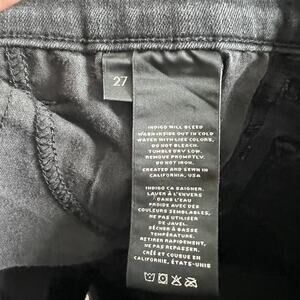 27
INDIGO WILL BLEED
WASH INSIDE OUT IN COLD
WATER WITH LIKE COLORS,
DO NOT BLEACH.
TUMBLE DRY LOW.
REMOVE PROMPTLY.
DO NOT IRON.
CREATED AND SEWN IN
CALIFORNIA, USA
INDIGO CA SAIGNER.
LAVER À L'ENVERS
DANS L'EAU
FROIDE AVEC DES
COULEURS SEMBLABLES,
NE PAS UTILISER
DE JAVEL.
SÉCHER À BASSE
TEMPÉRATURE.
RETIRER RAPIDEMENT,
NE PAS REPASSER.
CRÉÉ ET COUSUE EN
CALIFORNIE, ÉTATS-UNIS